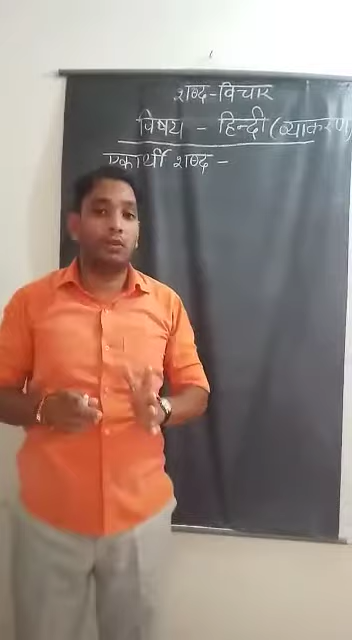 शब्द-विचार
विषय - हिन्दी (व्याकरण)
एकार्थी शब्द -